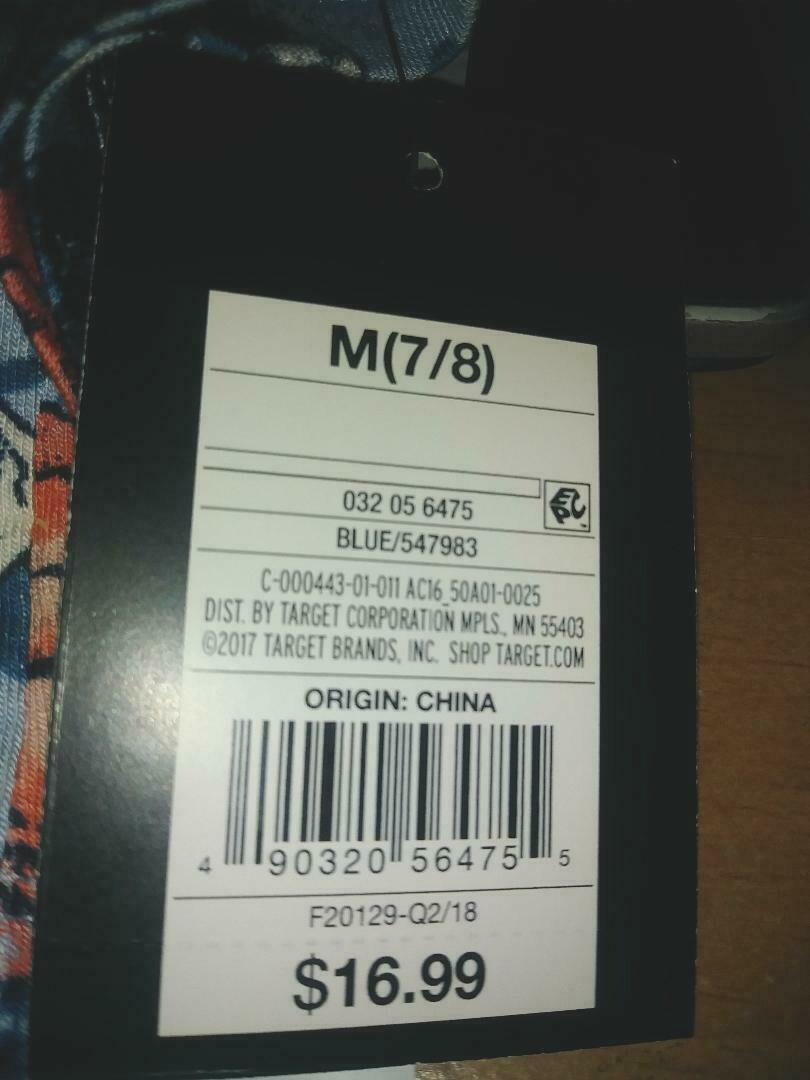 M(7/8)
032 05 6475
EPC
BLUE/547983
C-000443-01-011 AC16_50A01-0025
DIST. BY TARGET CORPORATION MPLS., MN 55403
©2017 TARGET BRANDS, INC. SHOP TARGET.COM
ORIGIN: CHINA
4 90320 56475 5
F20129-Q2/18
$16.99